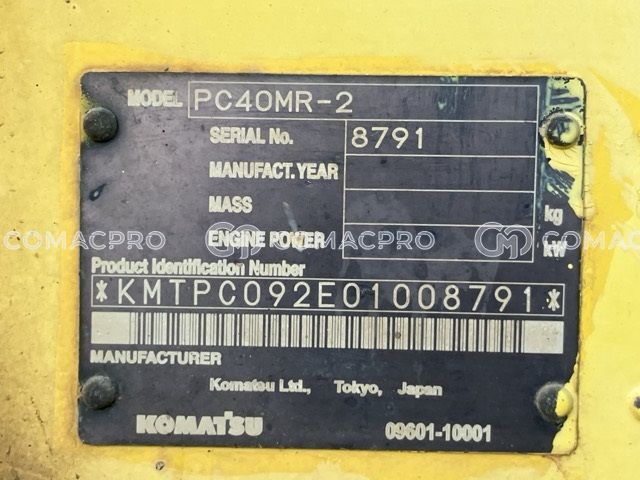 MODEL PC40MR-2
SERIAL No. 8791
MANUFACT. YEAR
MASS kg
ENGINE POWER kw
COMACPRO COMACPRO COMACPRO
Product Identification Number
*KMTPC092E01008791*
MANUFACTURER
Komatsu Ltd., Tokyo, Japan
KOMATSU 09601-10001